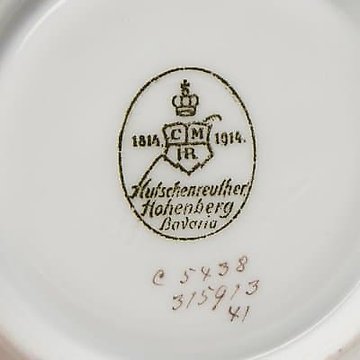 1814. C M 1914.
HR
Hutschenreuther
Hohenberg
Bavaria
C 5438
315913
41